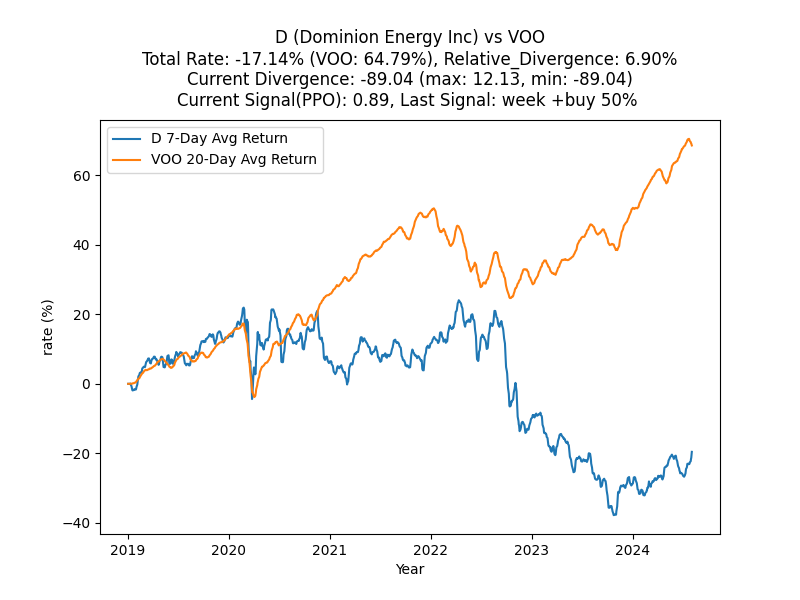 D (Dominion Energy Inc) vs VOO
Total Rate: -17.14% (VOO: 64.79%), Relative_Divergence: 6.90%
Current Divergence: -89.04 (max: 12.13, min: -89.04)
Current Signal(PPO): 0.89, Last Signal: week +buy 50%
D 7-Day Avg Return
VOO 20-Day Avg Return
rate (%)
60
40
20
0
−20
−40
2019
2020
2021
2022
2023
2024
Year